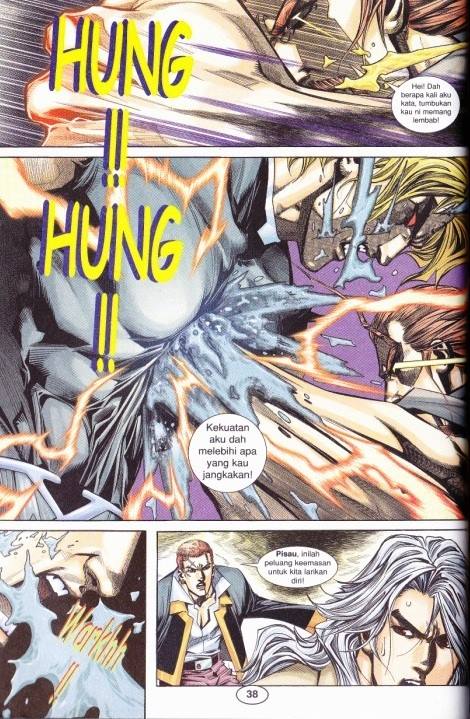 HUNG
!!
HUNG
!!
Hei! Dah
berapa kali aku
kata, tumbukan
kau ni memang
lembab!
Kekuatan
aku dah
melebihi apa
yang kau
jangkakan!
Workhh
!!
Pisau, inilah
peluang keemasan
untuk kita larikan
diri!
38